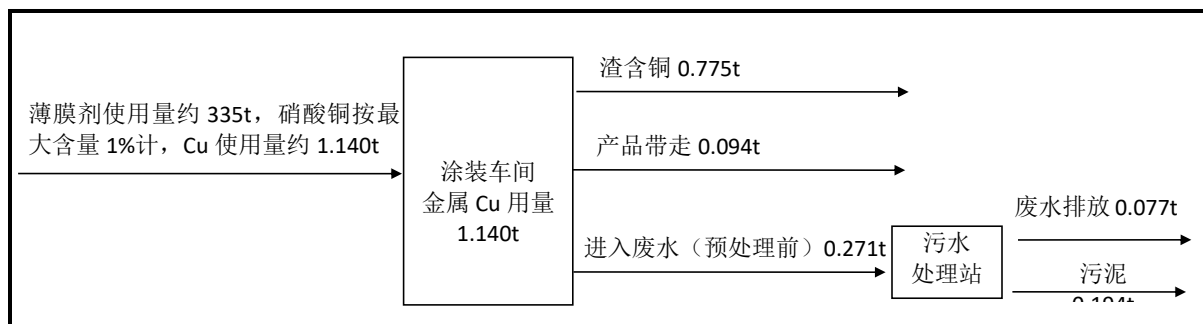 渣含铜 0.775t
薄膜剂使用量约 335t，硝酸铜按最
大含量 1%计，Cu 使用量约 1.140t
产品带走 0.094t
涂装车间
金属 Cu 用量
1.140t
废水排放 0.077t
进入废水（预处理前）0.271t
污水
处理站
污泥